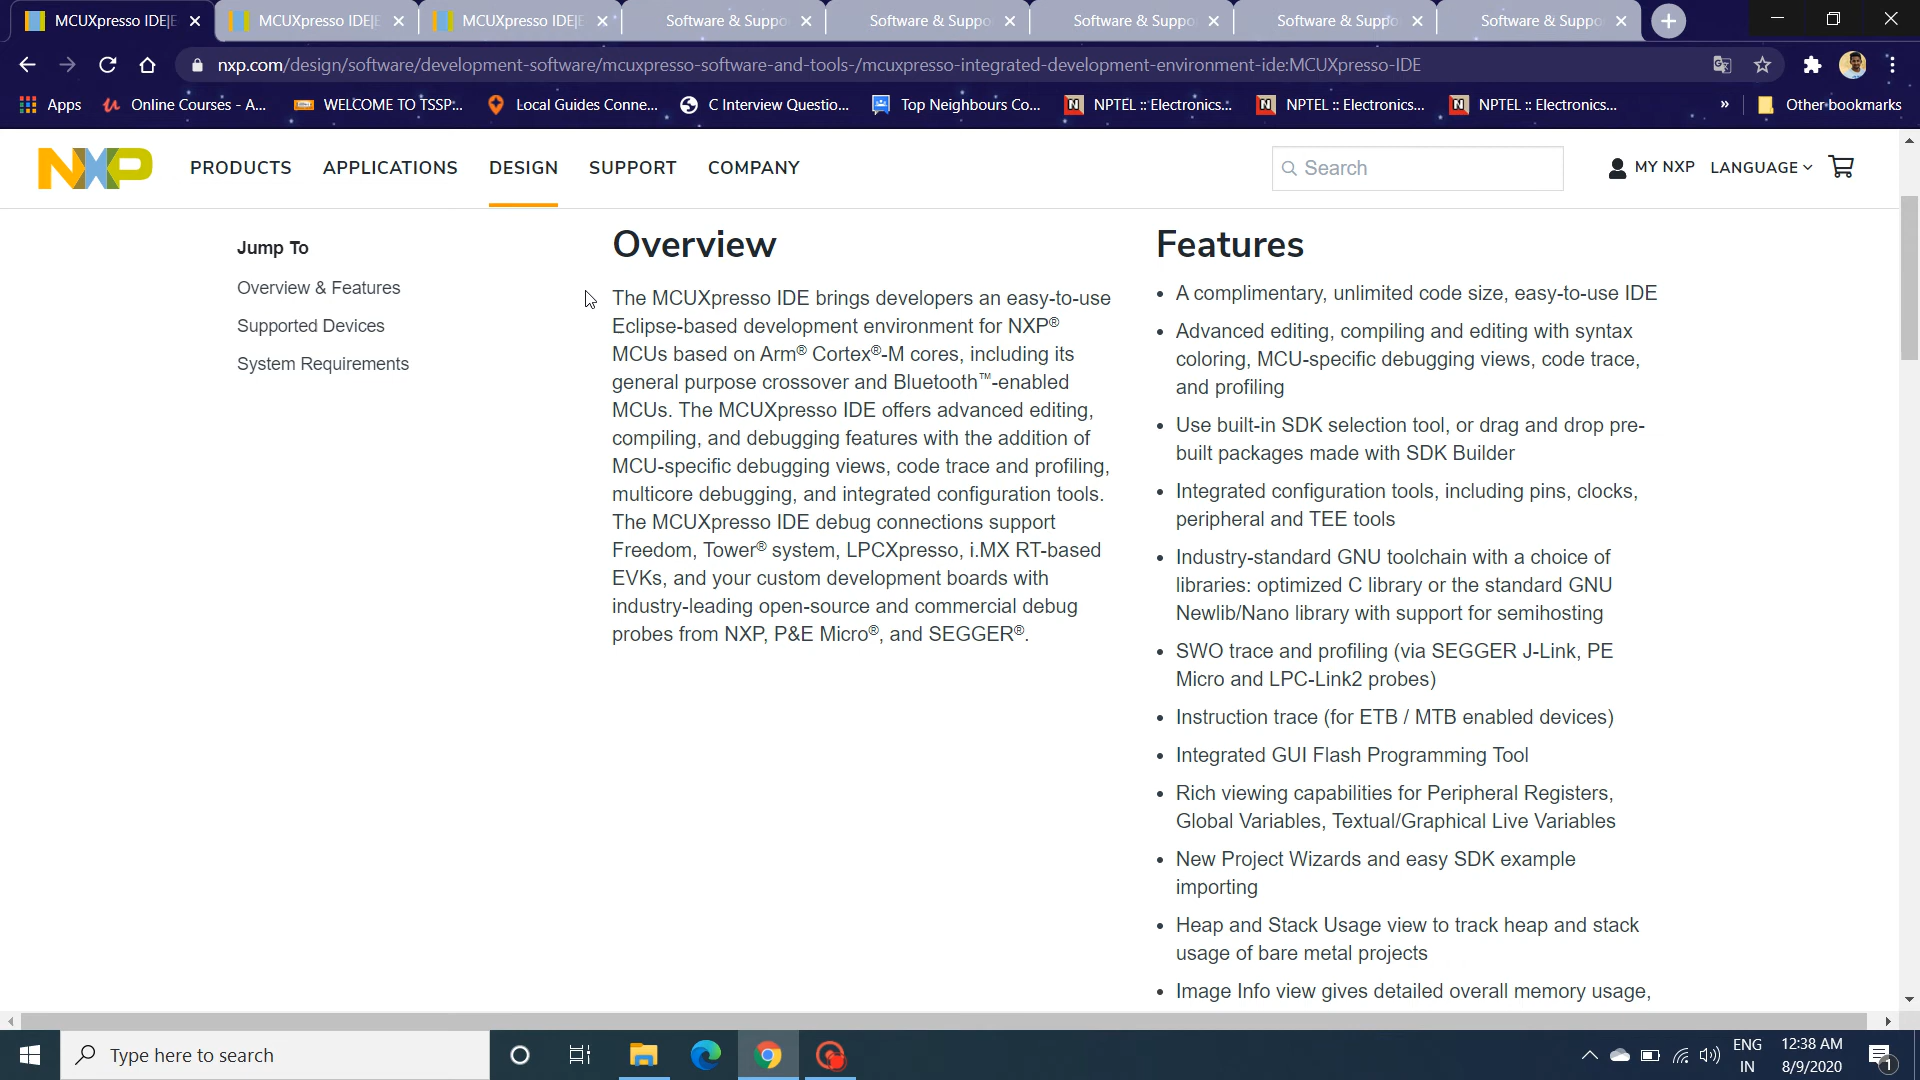 MCUXpresso IDE|E
MCUXpresso IDE|E
MCUXpresso IDE|E
Software & Suppo
Software & Suppo
Software & Suppo
Software & Suppo
Software & Suppo
nxp.com/design/software/development-software/mcuxpresso-software-and-tools-/mcuxpresso-integrated-development-environment-ide:MCUXpresso-IDE
Apps
Online Courses - A...
WELCOME TO TSSP:...
Local Guides Conne...
C Interview Questio...
Top Neighbours Co...
NPTEL :: Electronics...
NPTEL :: Electronics...
NPTEL :: Electronics...
»
Other bookmarks
NXP
PRODUCTS
APPLICATIONS
DESIGN
SUPPORT
COMPANY
Search
MY NXP
LANGUAGE
Jump To
Overview & Features
Supported Devices
System Requirements
Overview
The MCUXpresso IDE brings developers an easy-to-use
Eclipse-based development environment for NXP®
MCUs based on Arm® Cortex®-M cores, including its
general purpose crossover and Bluetooth™-enabled
MCUs. The MCUXpresso IDE offers advanced editing,
compiling, and debugging features with the addition of
MCU-specific debugging views, code trace and profiling,
multicore debugging, and integrated configuration tools.
The MCUXpresso IDE debug connections support
Freedom, Tower® system, LPCXpresso, i.MX RT-based
EVKs, and your custom development boards with
industry-leading open-source and commercial debug
probes from NXP, P&E Micro®, and SEGGER®.
Features
• A complimentary, unlimited code size, easy-to-use IDE
• Advanced editing, compiling and editing with syntax
coloring, MCU-specific debugging views, code trace,
and profiling
• Use built-in SDK selection tool, or drag and drop pre-
built packages made with SDK Builder
• Integrated configuration tools, including pins, clocks,
peripheral and TEE tools
• Industry-standard GNU toolchain with a choice of
libraries: optimized C library or the standard GNU
Newlib/Nano library with support for semihosting
• SWO trace and profiling (via SEGGER J-Link, PE
Micro and LPC-Link2 probes)
• Instruction trace (for ETB / MTB enabled devices)
• Integrated GUI Flash Programming Tool
• Rich viewing capabilities for Peripheral Registers,
Global Variables, Textual/Graphical Live Variables
• New Project Wizards and easy SDK example
importing
• Heap and Stack Usage view to track heap and stack
usage of bare metal projects
• Image Info view gives detailed overall memory usage,
Type here to search
ENG
IN
12:38 AM
8/9/2020
1